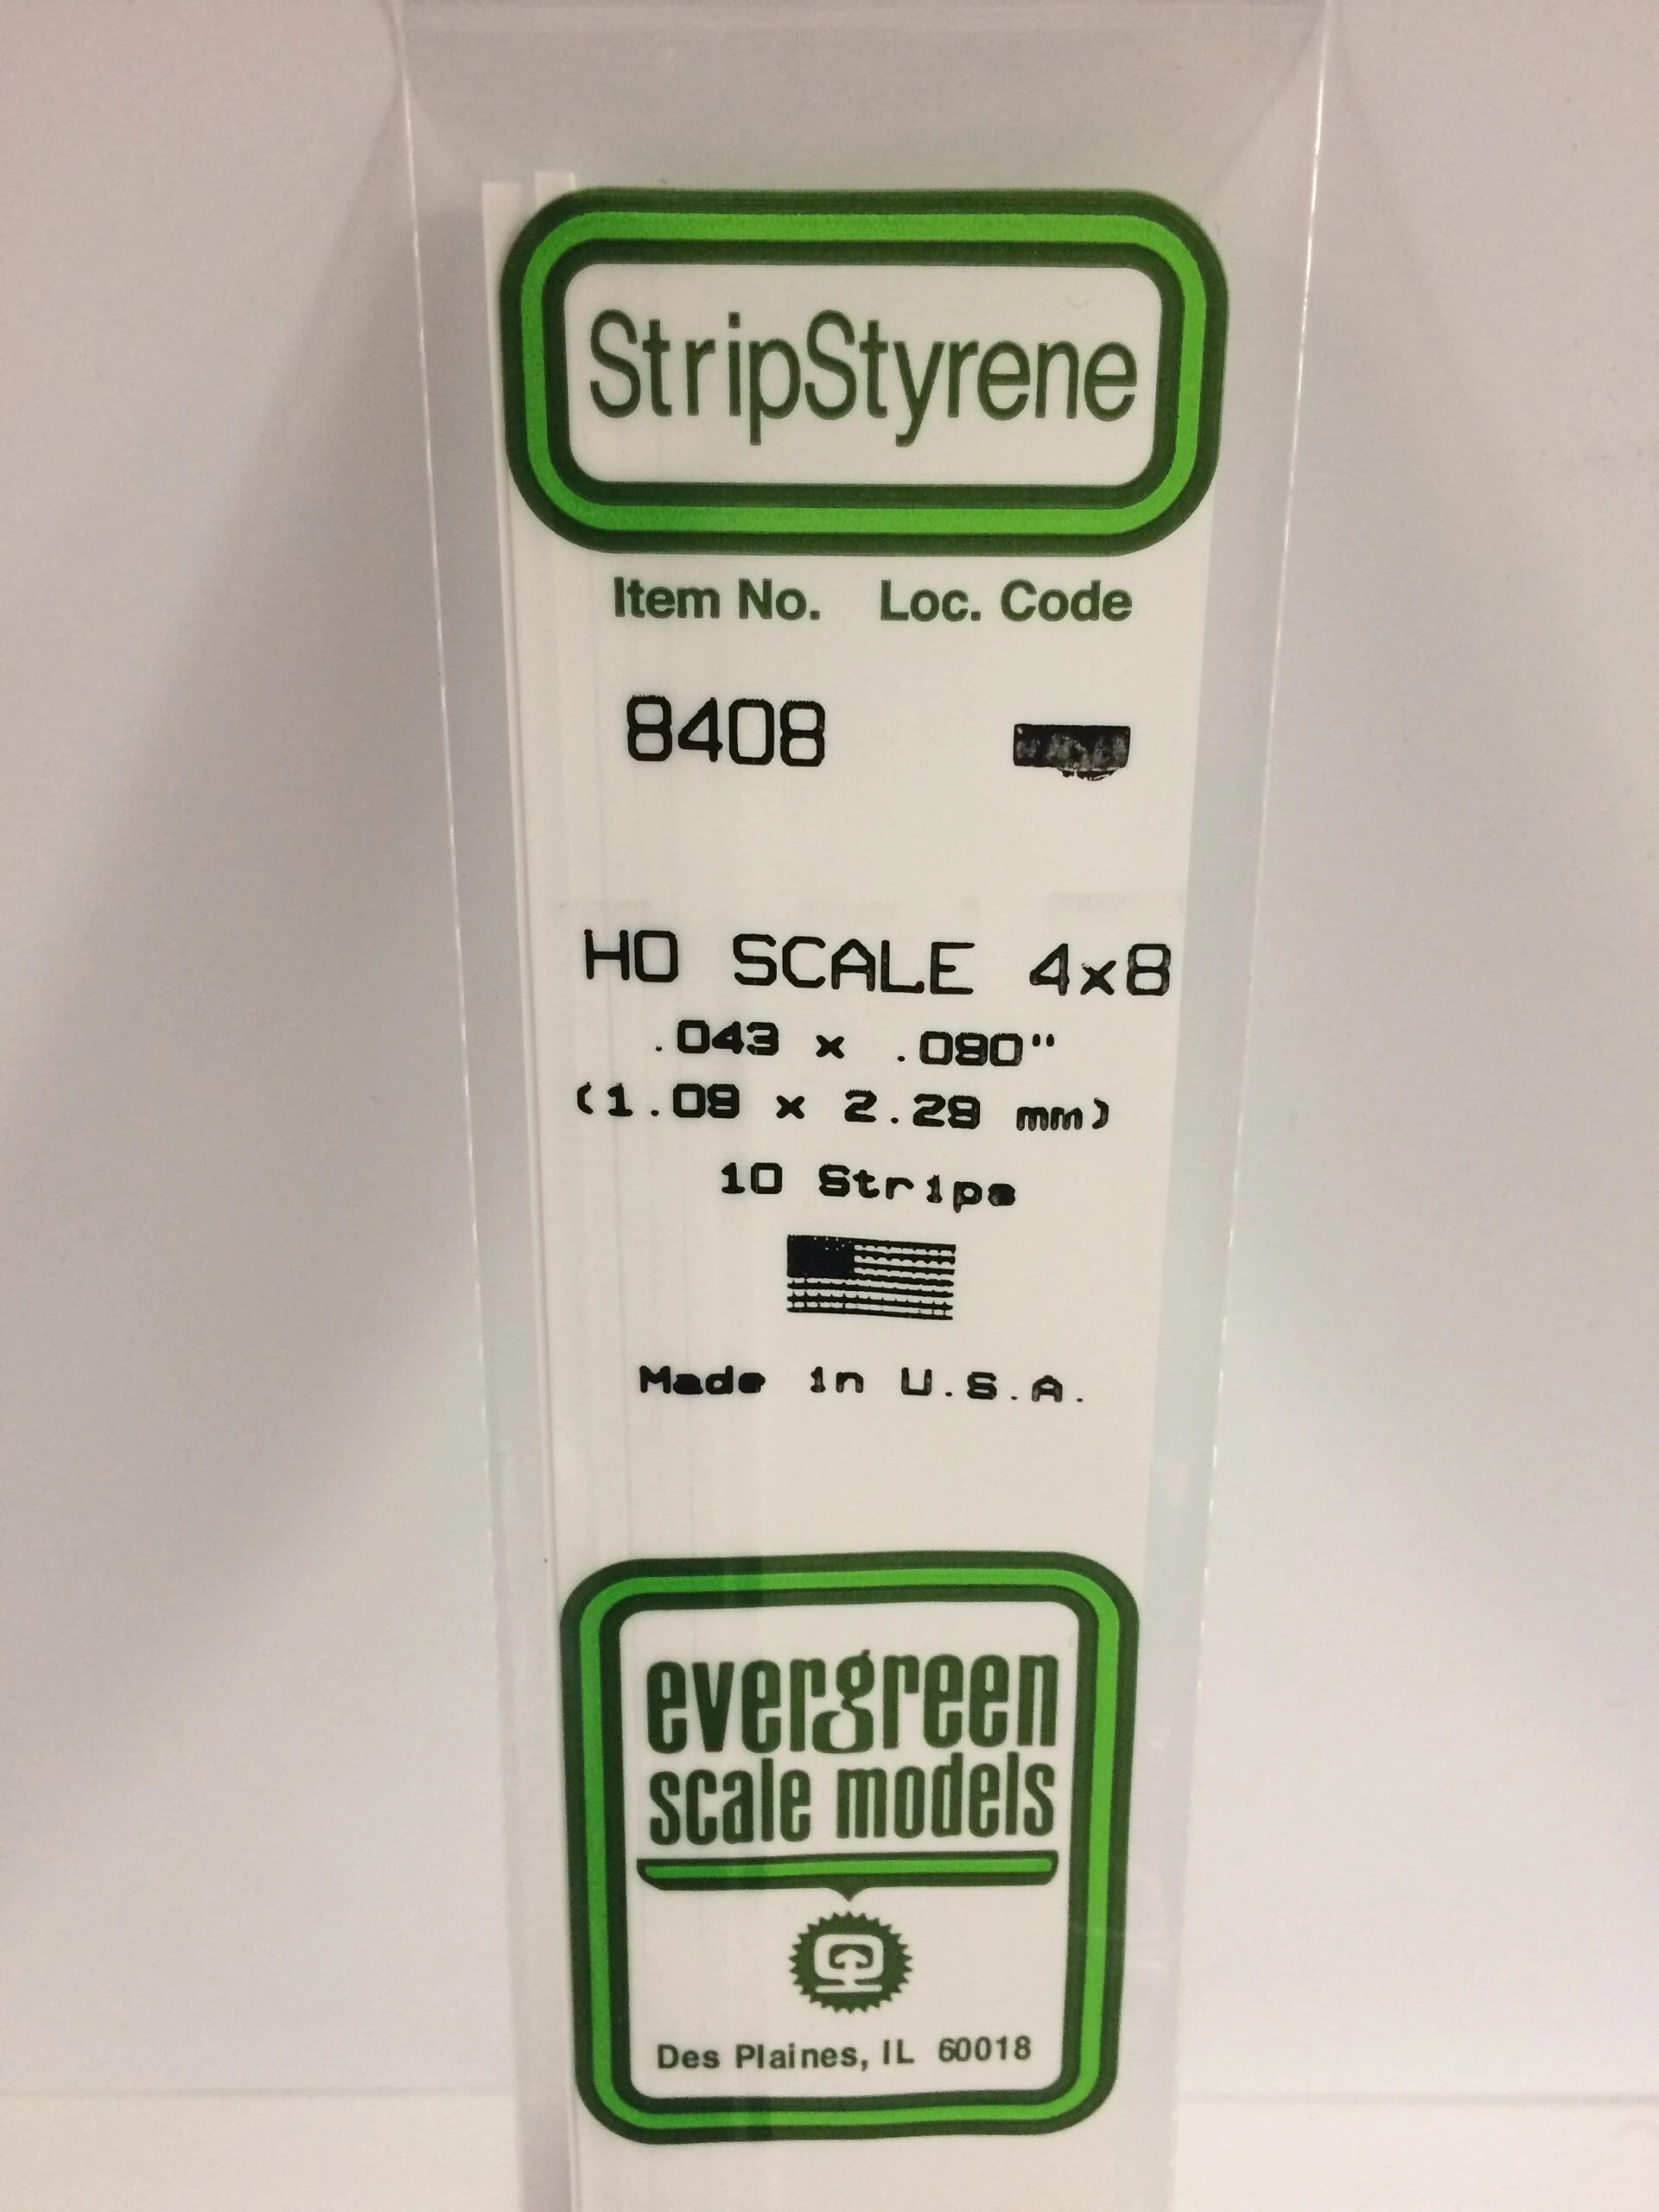 StripStyrene
Item No. Loc. Code
8408
HO SCALE 4x8
.043 x .090"
(1.09 x 2.29 mm)
10 Strips
Made in U.S.A.
evergreen
scale models
Des Plaines, IL 60018